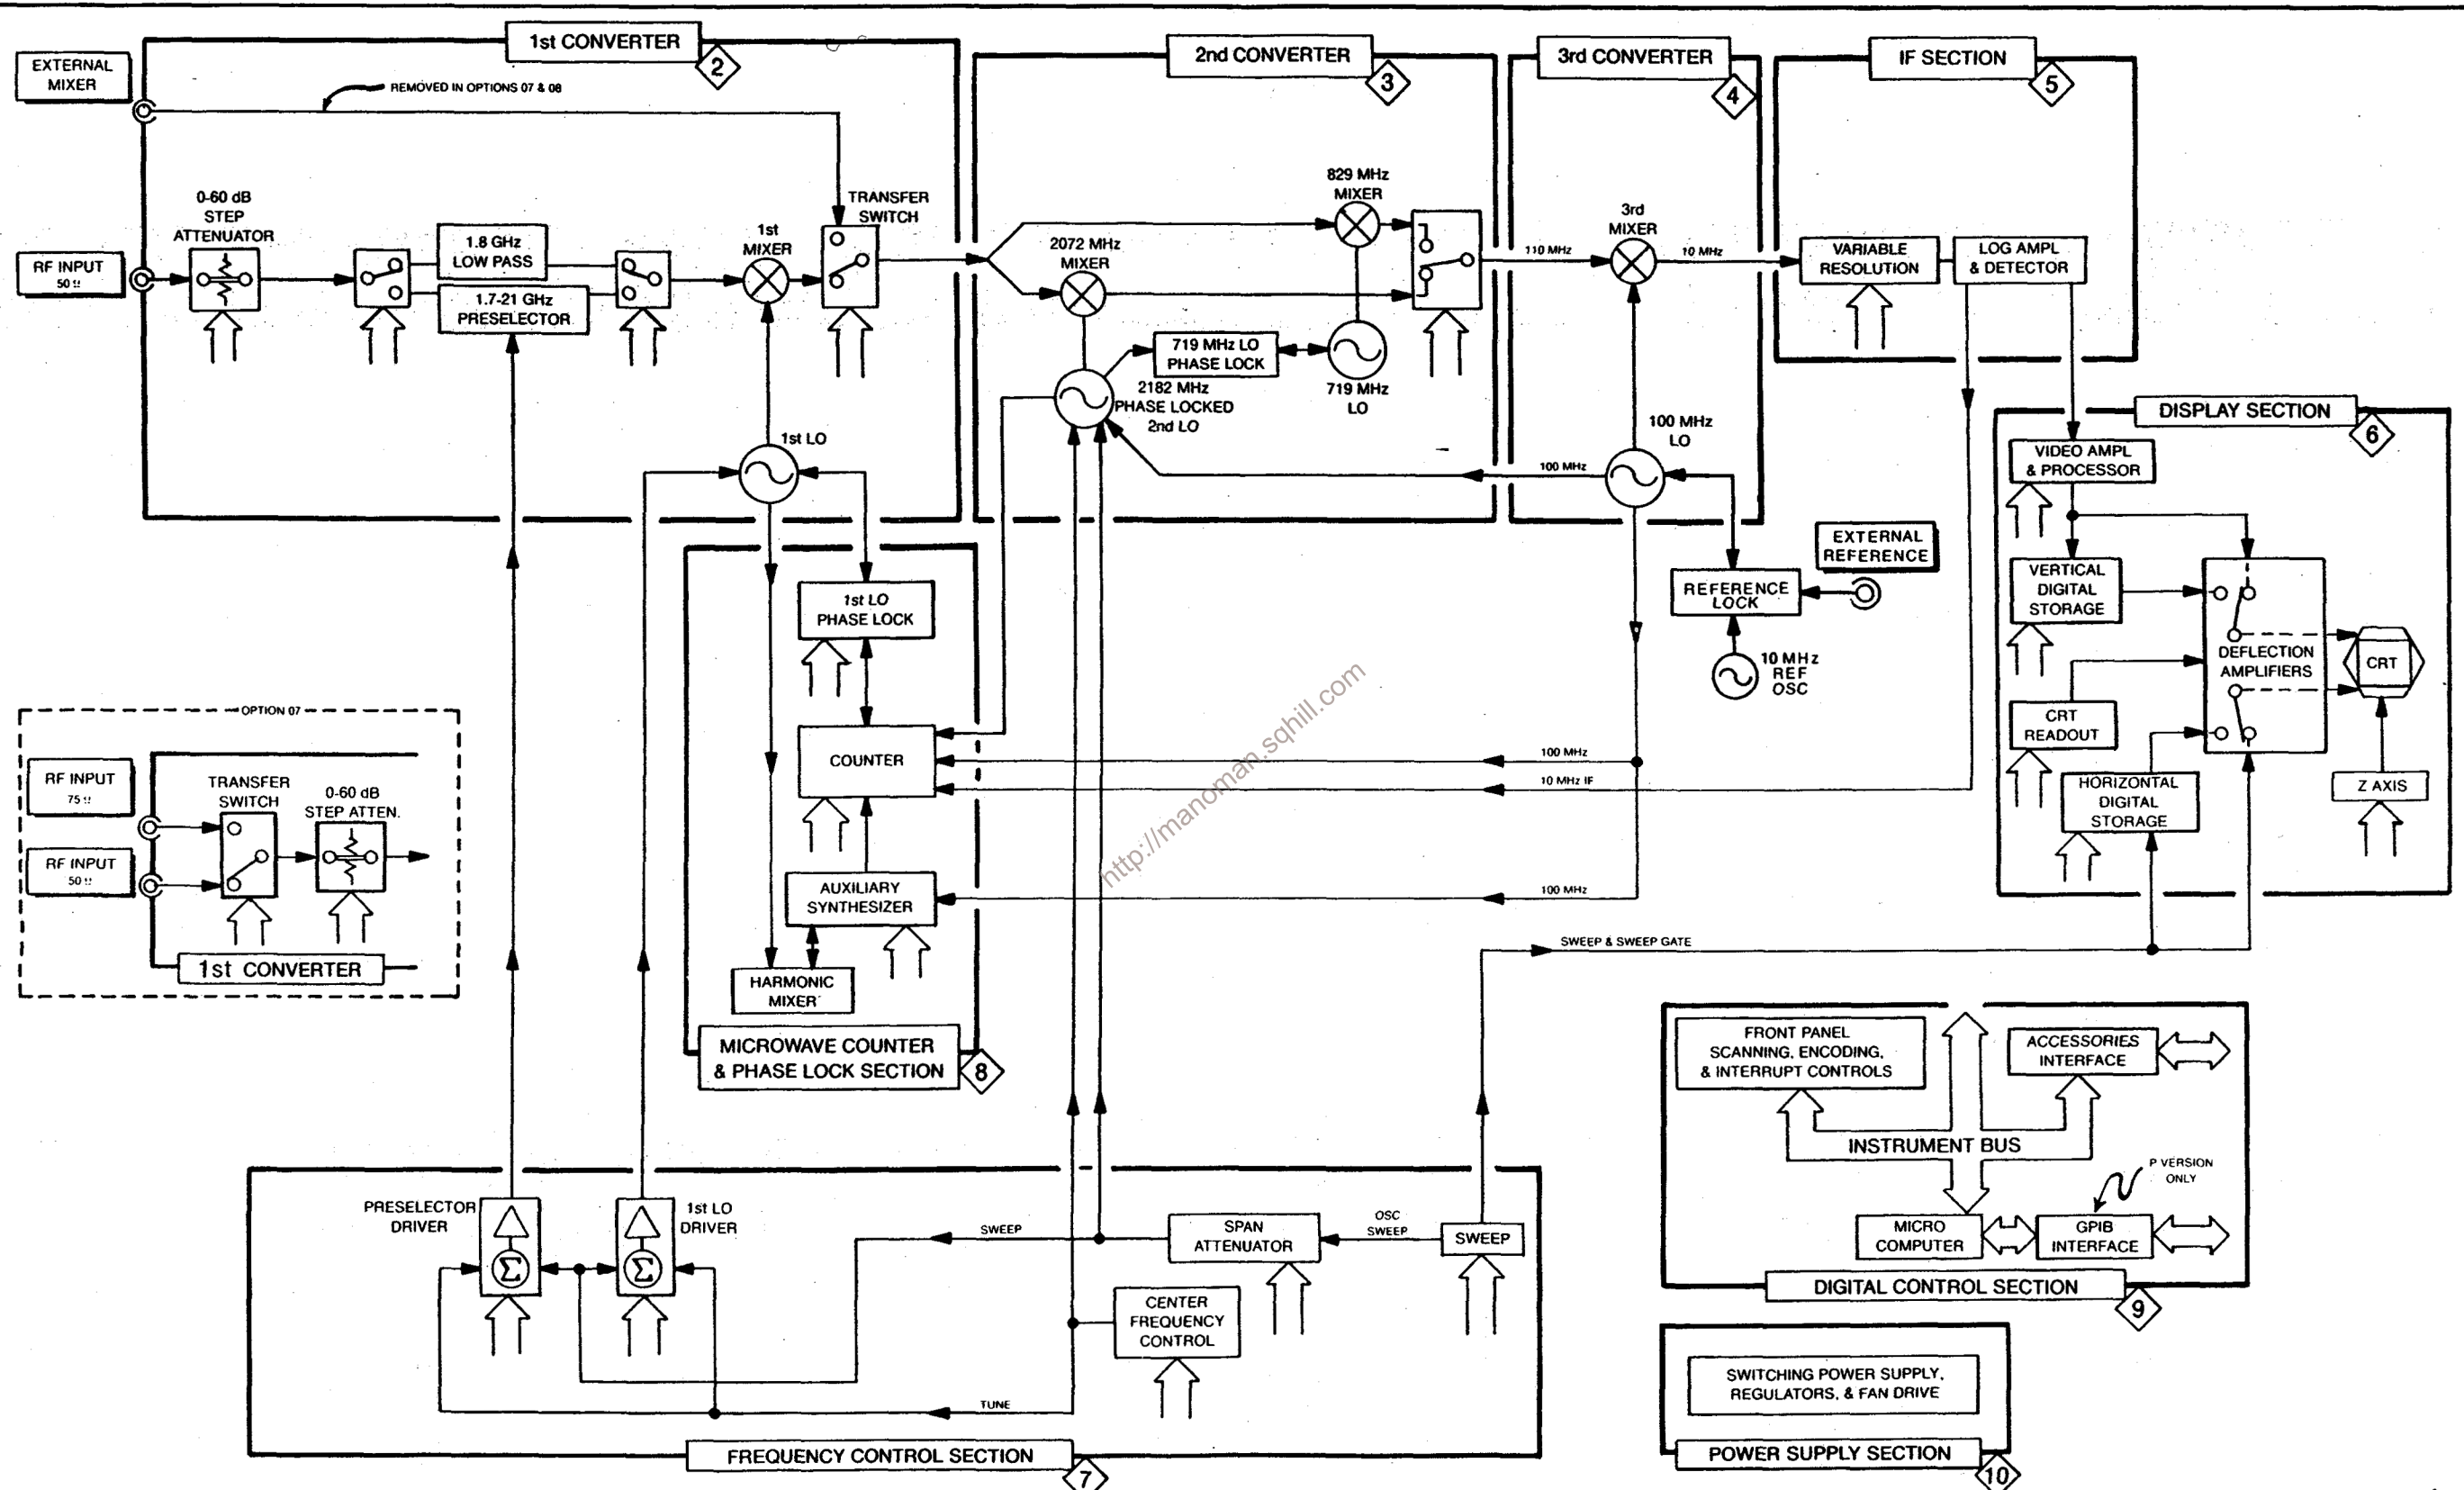 1st CONVERTER
2
2nd CONVERTER
3
3rd CONVERTER
4
IF SECTION
5
EXTERNAL
MIXER
REMOVED IN OPTIONS 07 & 08
0-60 dB
STEP
ATTENUATOR
RF INPUT
50 Ω
1.8 GHz
LOW PASS
1.7-21 GHz
PRESELECTOR
1st
MIXER
TRANSFER
SWITCH
1st LO
2072 MHz
MIXER
829 MHz
MIXER
719 MHz LO
PHASE LOCK
719 MHz
LO
2182 MHz
PHASE LOCKED
2nd LO
110 MHz
3rd
MIXER
10 MHz
100 MHz
LO
100 MHz
VARIABLE
RESOLUTION
LOG AMPL
& DETECTOR
DISPLAY SECTION
6
VIDEO AMPL
& PROCESSOR
VERTICAL
DIGITAL
STORAGE
DEFLECTION
AMPLIFIERS
CRT
CRT
READOUT
HORIZONTAL
DIGITAL
STORAGE
Z AXIS
EXTERNAL
REFERENCE
REFERENCE
LOCK
10 MHz
REF
OSC
1st LO
PHASE LOCK
COUNTER
100 MHz
10 MHz IF
AUXILIARY
SYNTHESIZER
100 MHz
HARMONIC
MIXER
MICROWAVE COUNTER
& PHASE LOCK SECTION
8
OPTION 07
RF INPUT
75 Ω
TRANSFER
SWITCH
0-60 dB
STEP ATTEN.
RF INPUT
50 Ω
1st CONVERTER
http://manoman.sqhill.com
SWEEP & SWEEP GATE
PRESELECTOR
DRIVER
Σ
1st LO
DRIVER
Σ
SWEEP
SPAN
ATTENUATOR
OSC
SWEEP
SWEEP
CENTER
FREQUENCY
CONTROL
TUNE
FREQUENCY CONTROL SECTION
7
FRONT PANEL
SCANNING, ENCODING,
& INTERRUPT CONTROLS
ACCESSORIES
INTERFACE
INSTRUMENT BUS
P VERSION
ONLY
MICRO
COMPUTER
GPIB
INTERFACE
DIGITAL CONTROL SECTION
9
SWITCHING POWER SUPPLY,
REGULATORS, & FAN DRIVE
POWER SUPPLY SECTION
10